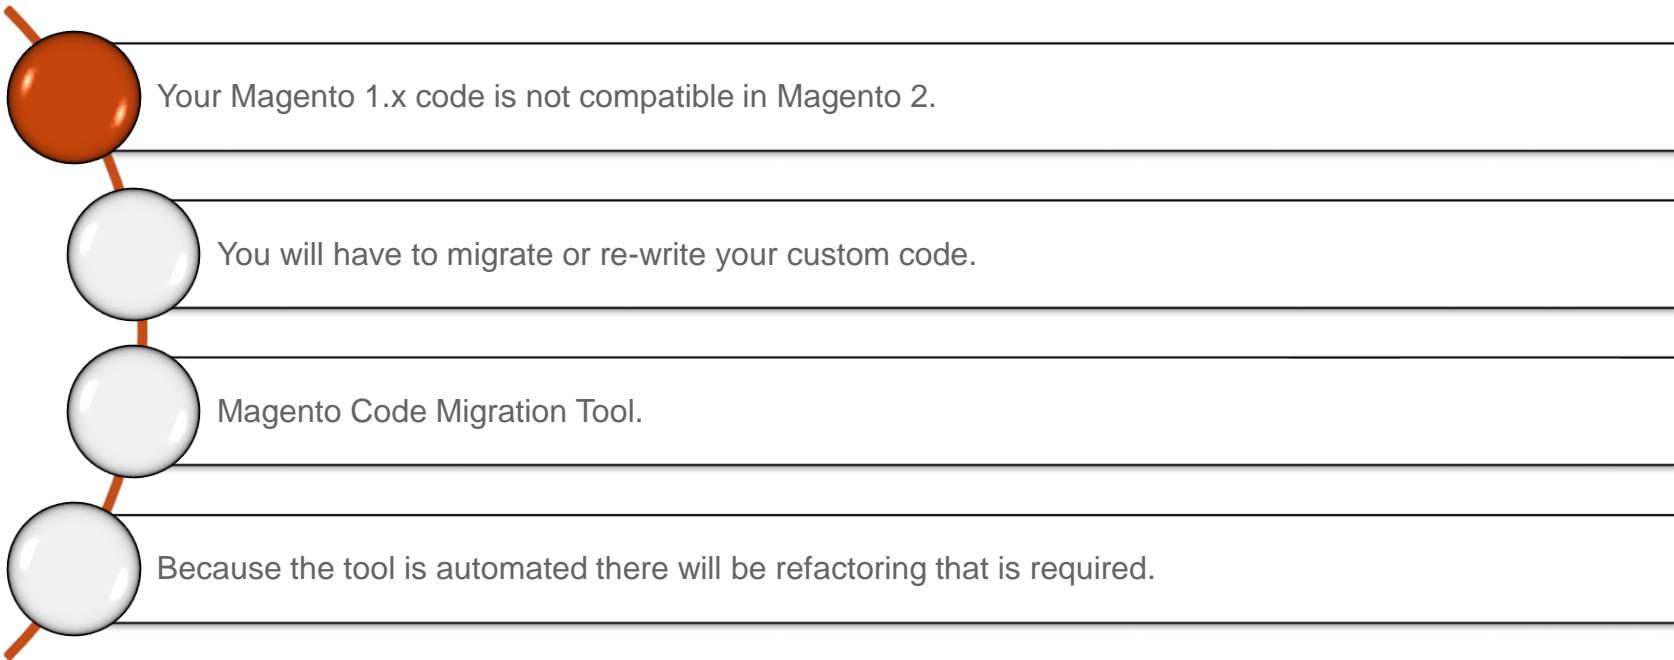 Your Magento 1.x code is not compatible in Magento 2.
You will have to migrate or re-write your custom code.
Magento Code Migration Tool.
Because the tool is automated there will be refactoring that is required.